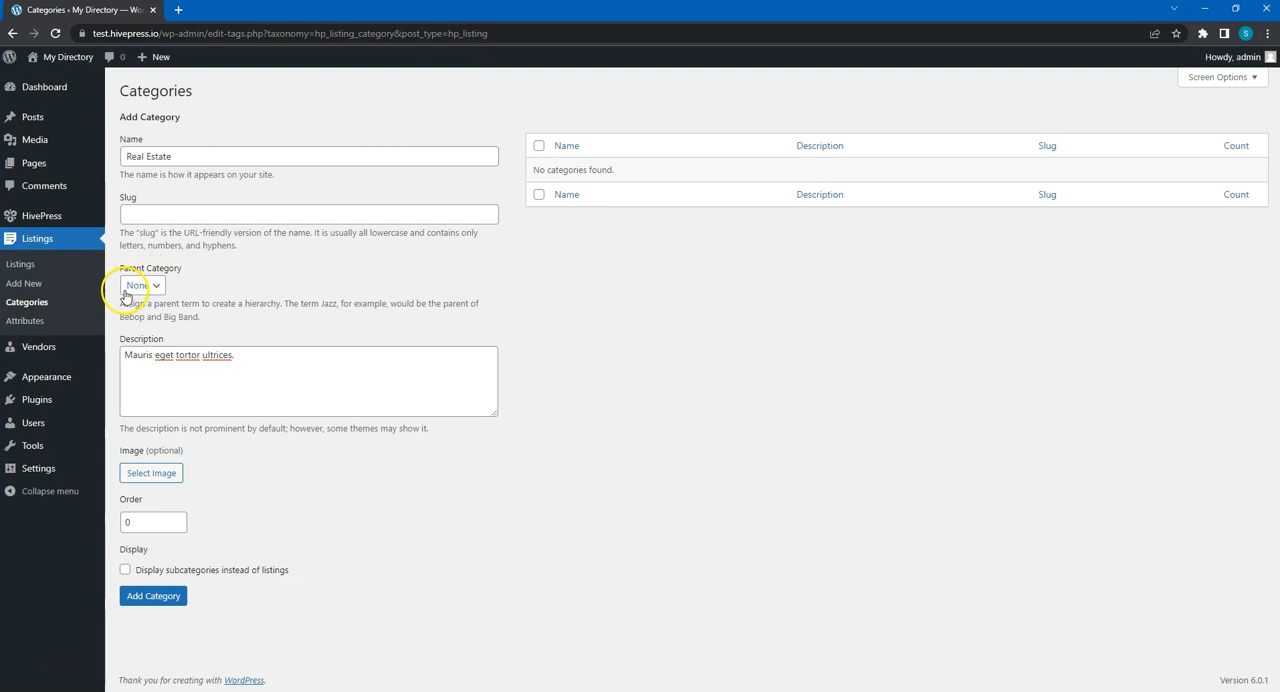 Categories ‹ My Directory — Wo
test.hivepress.io/wp-admin/edit-tags.php?taxonomy=hp_listing_category&post_type=hp_listing
S
My Directory
0
New
Howdy, admin
Screen Options
Dashboard
Posts
Media
Pages
Comments
HivePress
Listings
Listings
Add New
Categories
Attributes
Vendors
Appearance
Plugins
Users
Tools
Settings
Collapse menu
Categories
Add Category
Name
Real Estate
The name is how it appears on your site.
Slug
The “slug” is the URL-friendly version of the name. It is usually all lowercase and contains only
letters, numbers, and hyphens.
Parent Category
None
Assign a parent term to create a hierarchy. The term Jazz, for example, would be the parent of
Bebop and Big Band.
Description
Mauris eget tortor ultrices.
The description is not prominent by default; however, some themes may show it.
Image (optional)
Select Image
Order
0
Display
Display subcategories instead of listings
Add Category
Name Description Slug Count
No categories found.
Name Description Slug Count
Thank you for creating with WordPress.
Version 6.0.1